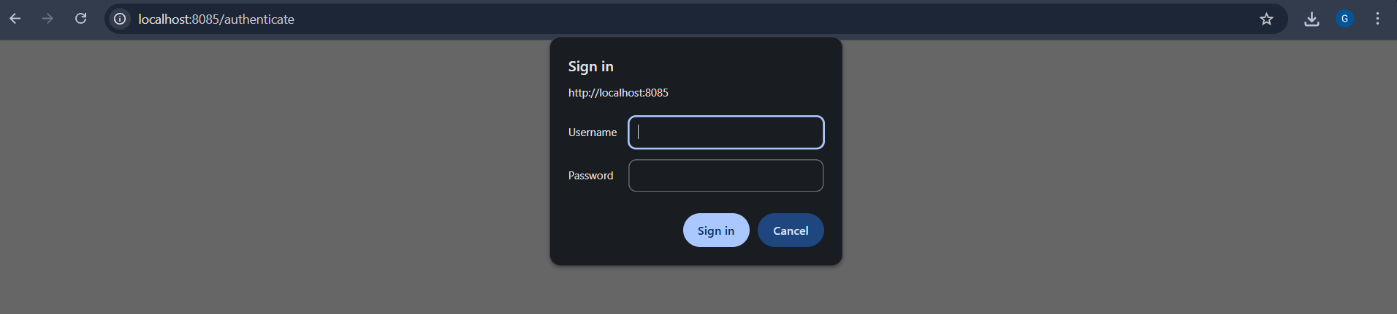 localhost:8085/authenticate
G
Sign in
http://localhost:8085
Username
Password
Sign in Cancel